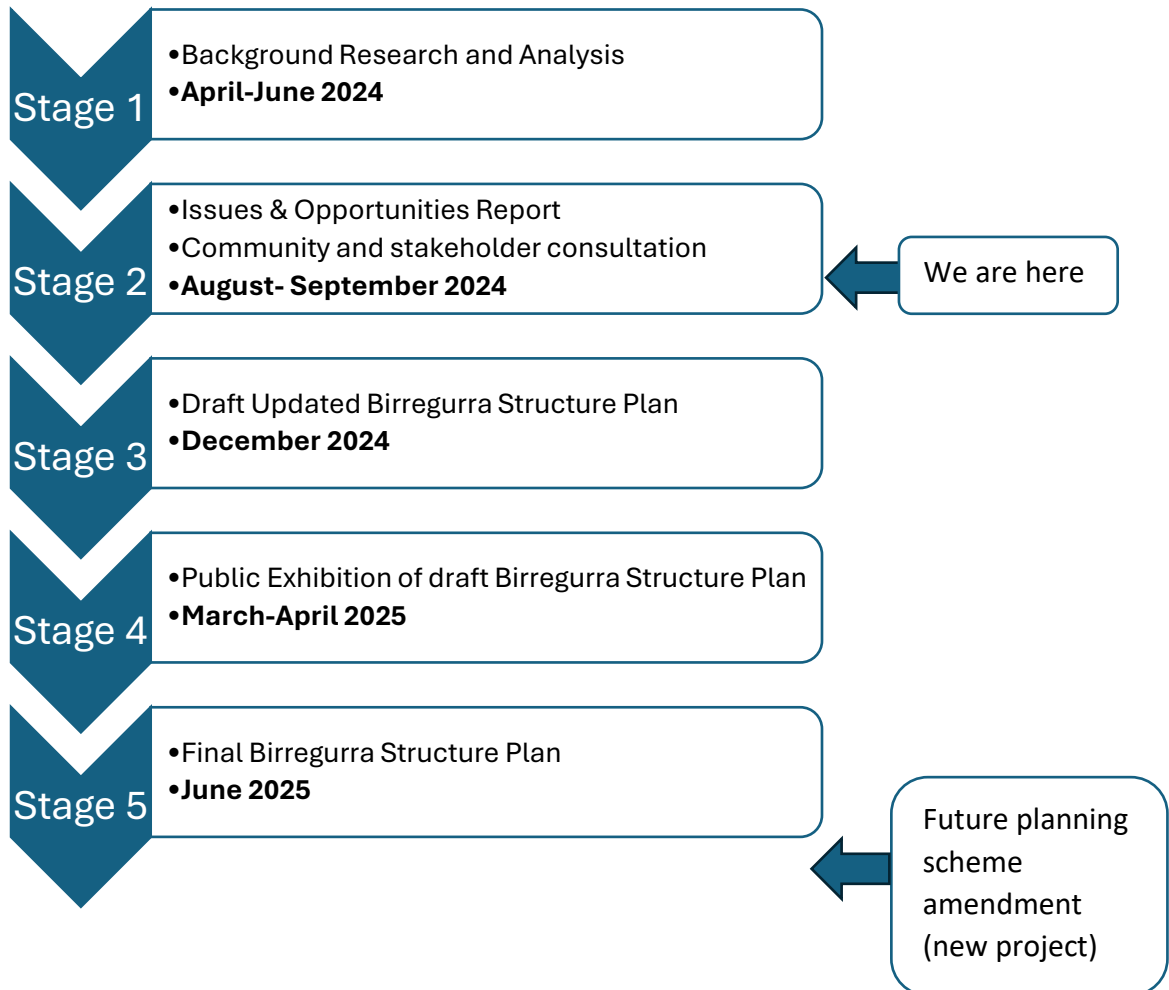 Stage 1
•Background Research and Analysis
•April-June 2024
Stage 2
•Issues & Opportunities Report
•Community and stakeholder consultation
•August- September 2024
We are here
Stage 3
•Draft Updated Birregurra Structure Plan
•December 2024
Stage 4
•Public Exhibition of draft Birregurra Structure Plan
•March-April 2025
Stage 5
•Final Birregurra Structure Plan
•June 2025
Future planning
scheme
amendment
(new project)